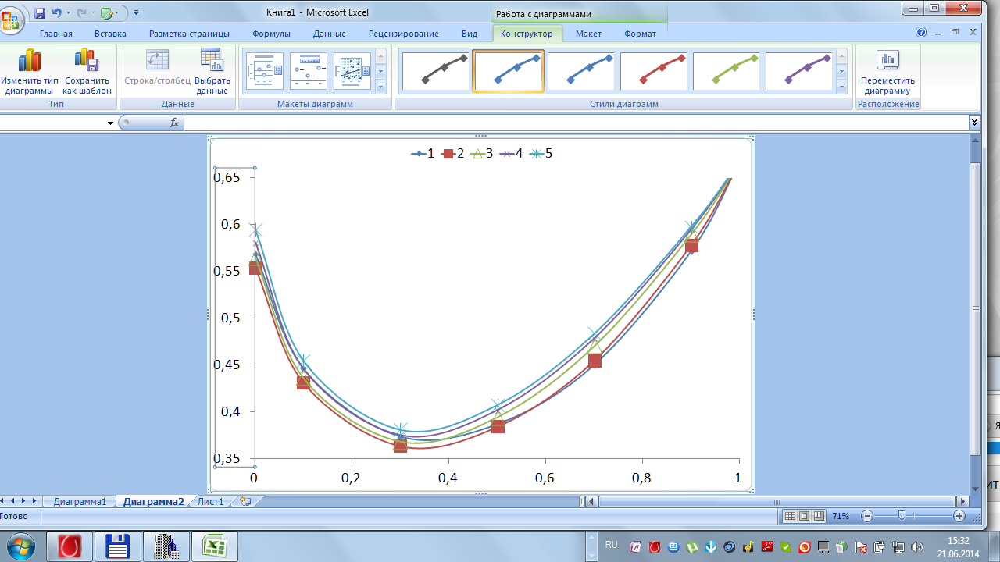 Книга1 - Microsoft Excel
Работа с диаграммами
Главная Вставка Разметка страницы Формулы Данные Рецензирование Вид Конструктор Макет Формат
Изменить тип диаграммы
Сохранить как шаблон
Строка/столбец
Выбрать данные
Переместить диаграмму
Тип Данные Макеты диаграмм Стили диаграмм Расположение
fx
1 2 3 4 5
0,65
0,6
0,55
0,5
0,45
0,4
0,35
0 0,2 0,4 0,6 0,8 1
Диаграмма1 Диаграмма2 Лист1
Готово 71%
RU
15:32
21.06.2014